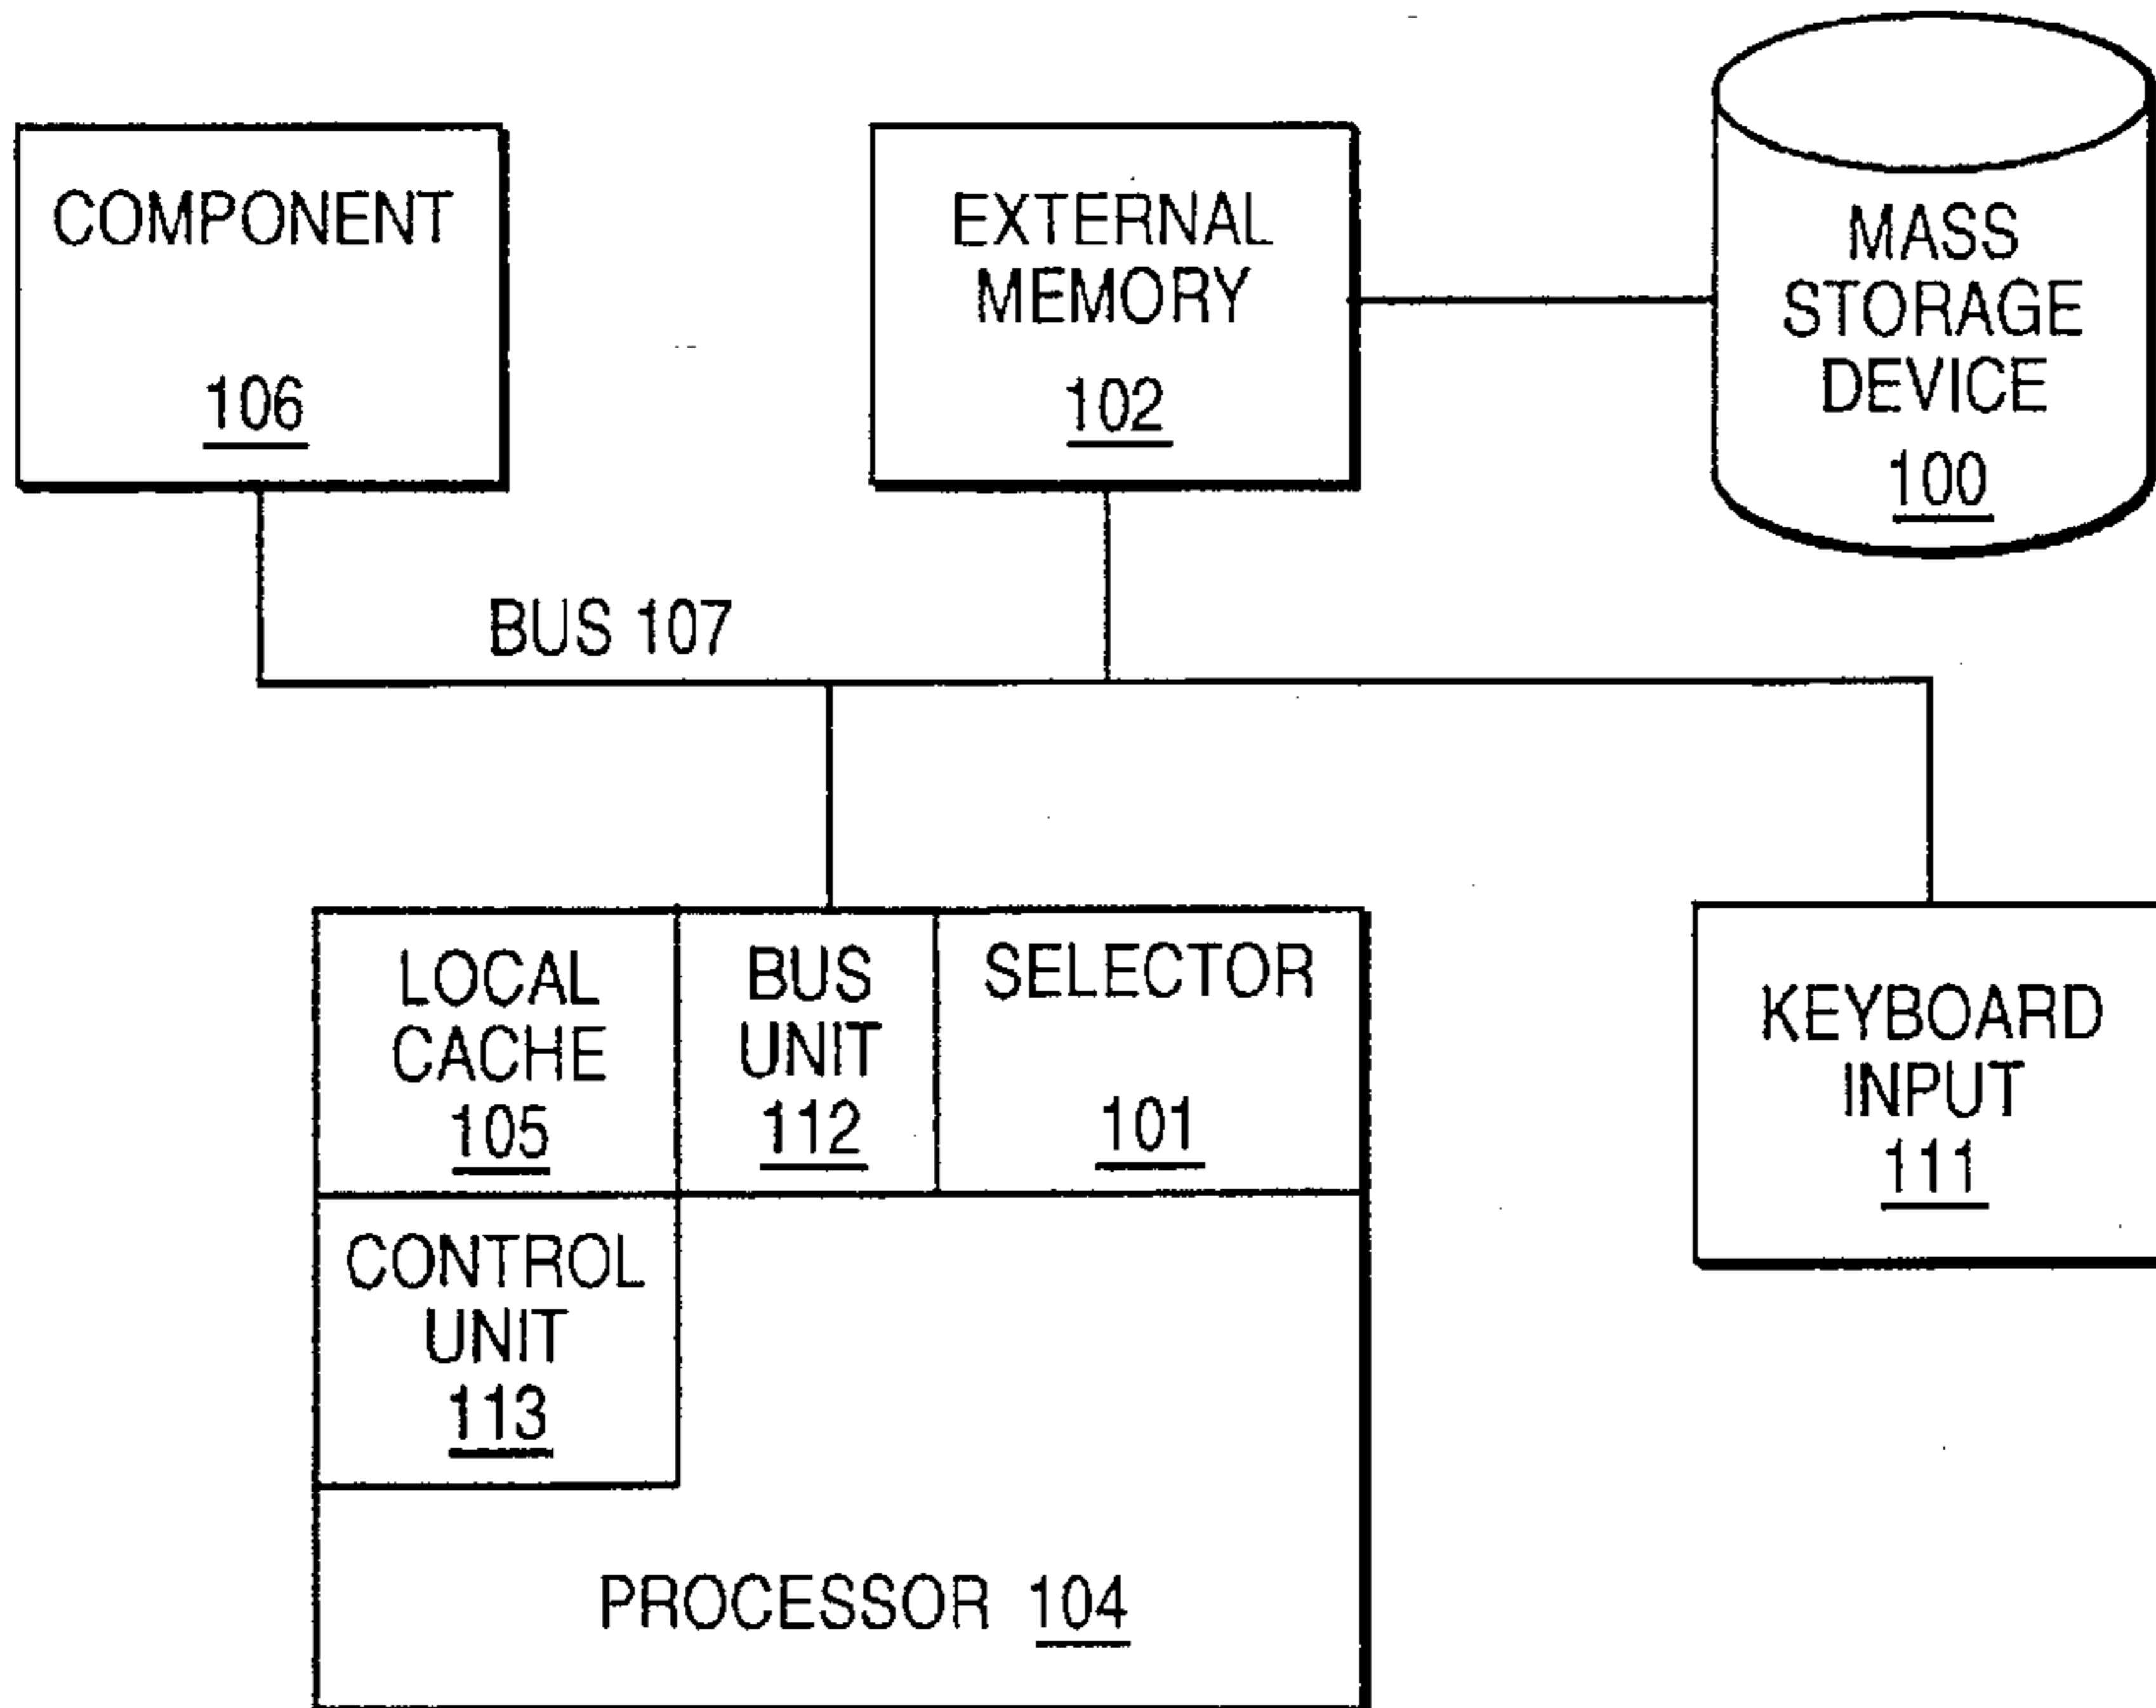 COMPONENT
106
EXTERNAL
MEMORY
102
MASS
STORAGE
DEVICE
100
BUS 107
LOCAL
CACHE
105
BUS
UNIT
112
SELECTOR
101
KEYBOARD
INPUT
111
CONTROL
UNIT
113
PROCESSOR 104